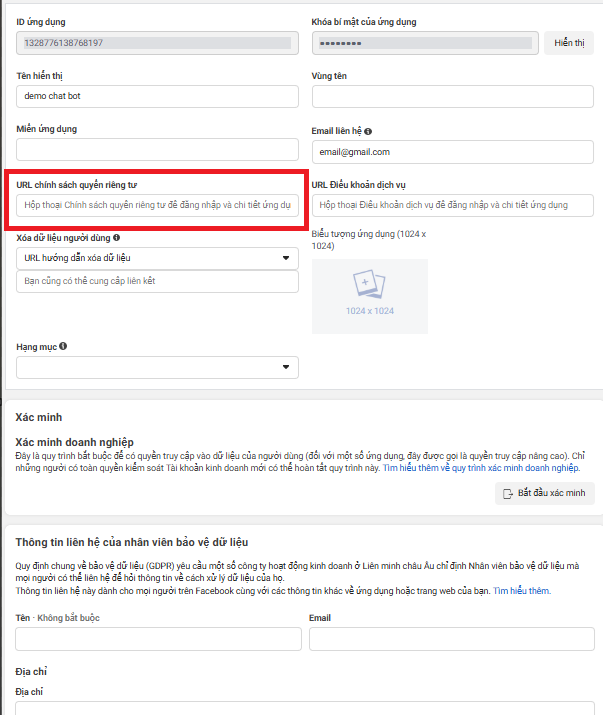 ID ứng dụng
Khóa bí mật của ứng dụng
1328776138768197
●●●●●●●●
Hiển thị
Tên hiển thị
Vùng tên
demo chat bot
Miền ứng dụng
Email liên hệ
email@gmail.com
URL chính sách quyền riêng tư
URL Điều khoản dịch vụ
Hộp thoại Chính sách quyền riêng tư để đăng nhập và chi tiết ứng dụ
Hộp thoại Điều khoản dịch vụ để đăng nhập và chi tiết ứng dụng
Xóa dữ liệu người dùng
Biểu tượng ứng dụng (1024 x
1024)
URL hướng dẫn xóa dữ liệu
Bạn cũng có thể cung cấp liên kết
1024 x 1024
Hạng mục
Xác minh
Xác minh doanh nghiệp
Đây là quy trình bắt buộc để có quyền truy cập vào dữ liệu của người dùng (đối với một số ứng dụng, đây được gọi là quyền truy cập nâng cao). Chỉ
những người có toàn quyền kiểm soát Tài khoản kinh doanh mới có thể hoàn tất quy trình này. Tìm hiểu thêm về quy trình xác minh doanh nghiệp.
Bắt đầu xác minh
Thông tin liên hệ của nhân viên bảo vệ dữ liệu
Quy định chung về bảo vệ dữ liệu (GDPR) yêu cầu một số công ty hoạt động kinh doanh ở Liên minh châu Âu chỉ định Nhân viên bảo vệ dữ liệu mà
mọi người có thể liên hệ để hỏi thông tin về cách xử lý dữ liệu của họ.
Thông tin liên hệ này dành cho mọi người trên Facebook cùng với các thông tin khác về ứng dụng hoặc trang web của bạn. Tìm hiểu thêm.
Tên · Không bắt buộc
Email
Địa chỉ
Địa chỉ